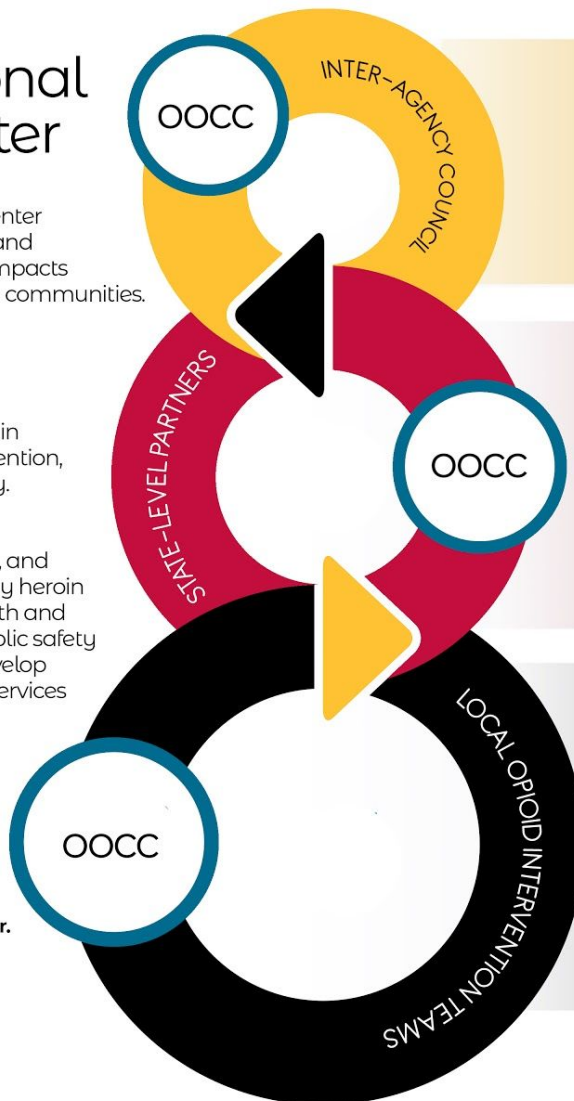 onal
ter
enter
and
mpacts
communities.
in
ention,
y.
, and
y heroin
th and
olic safety
velop
ervices
r.
OOCC
INTER-AGENCY COUNCIL
STATE-LEVEL PARTNERS
OOCC
LOCAL OPIOID INTERVENTION TEAMS
OOCC